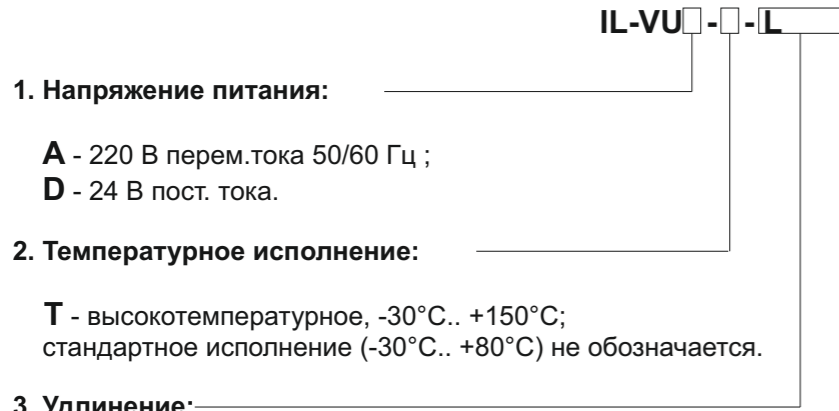 IL-VU□ -□ - L
1. Напряжение питания:
A - 220 В перем.тока 50/60 Гц ;
D - 24 В пост. тока.
2. Температурное исполнение:
T - высокотемпературное, -30°С.. +150°С;
стандартное исполнение (-30°С.. +80°С) не обозначается.
3. Удлинение: